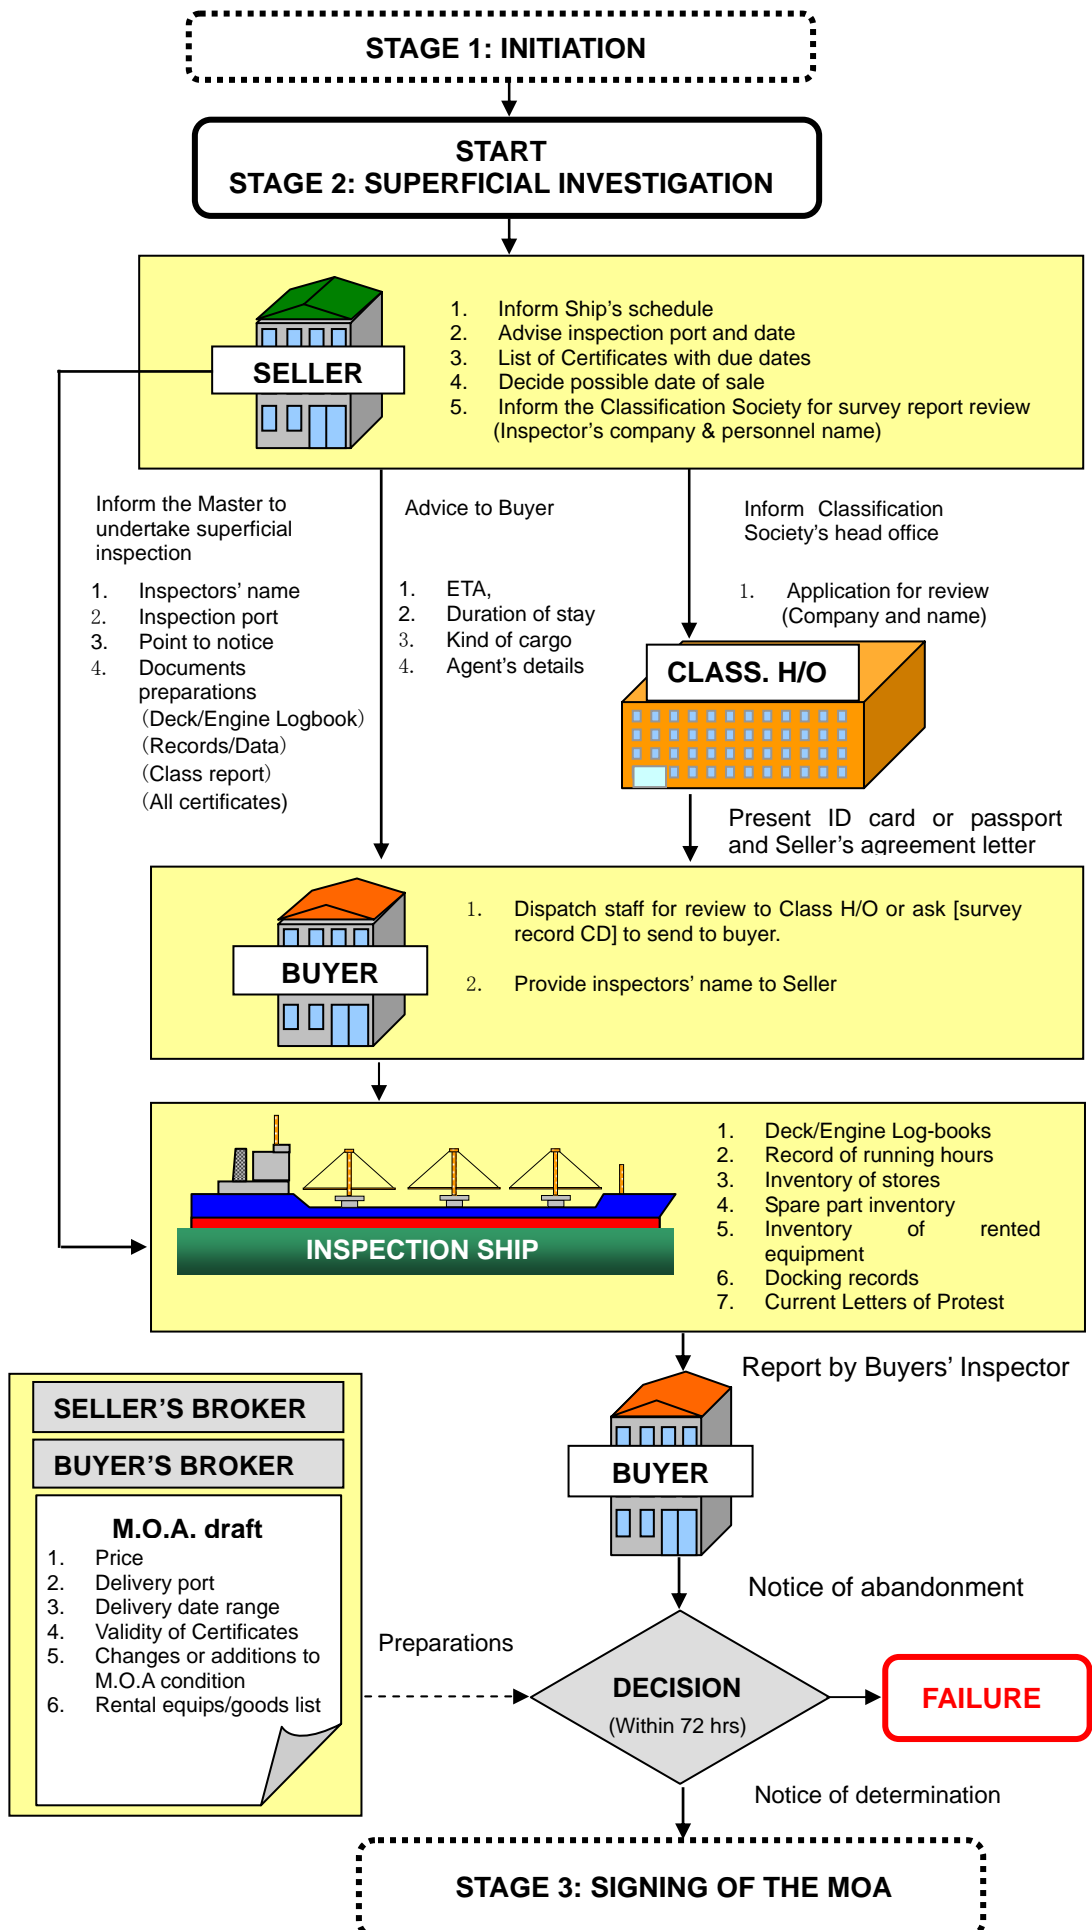 STAGE 1: INITIATION
START
STAGE 2: SUPERFICIAL INVESTIGATION
SELLER
1. Inform Ship's schedule
2. Advise inspection port and date
3. List of Certificates with due dates
4. Decide possible date of sale
5. Inform the Classification Society for survey report review
(Inspector's company & personnel name)
Inform the Master to
undertake superficial
inspection
1. Inspectors' name
2. Inspection port
3. Point to notice
4. Documents
preparations
(Deck/Engine Logbook)
(Records/Data)
(Class report)
(All certificates)
Advice to Buyer
1. ETA,
2. Duration of stay
3. Kind of cargo
4. Agent's details
Inform Classification
Society's head office
1. Application for review
(Company and name)
CLASS. H/O
Present ID card or passport
and Seller's agreement letter
BUYER
1. Dispatch staff for review to Class H/O or ask [survey
record CD] to send to buyer.
2. Provide inspectors' name to Seller
INSPECTION SHIP
1. Deck/Engine Log-books
2. Record of running hours
3. Inventory of stores
4. Spare part inventory
5. Inventory of rented
equipment
6. Docking records
7. Current Letters of Protest
Report by Buyers' Inspector
BUYER
SELLER'S BROKER
BUYER'S BROKER
M.O.A. draft
1. Price
2. Delivery port
3. Delivery date range
4. Validity of Certificates
5. Changes or additions to
M.O.A condition
6. Rental equips/goods list
Preparations
Notice of abandonment
DECISION
(Within 72 hrs)
FAILURE
Notice of determination
STAGE 3: SIGNING OF THE MOA